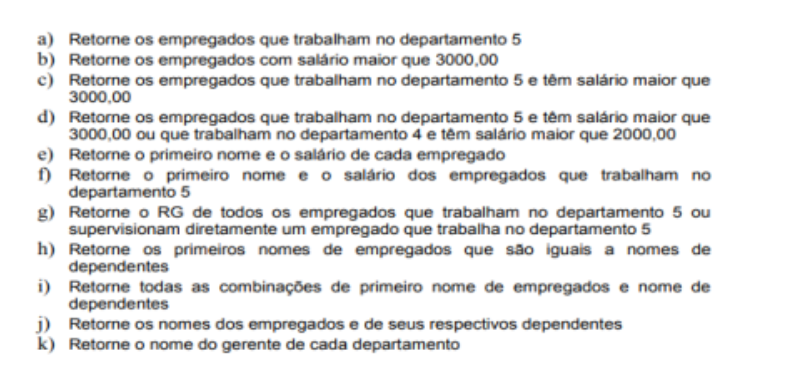 a) Retorne os empregados que trabalham no departamento 5
b) Retorne os empregados com salário maior que 3000,00
c) Retorne os empregados que trabalham no departamento 5 e têm salário maior que
3000,00
d) Retorne os empregados que trabalham no departamento 5 e têm salário maior que
3000,00 ou que trabalham no departamento 4 e têm salário maior que 2000,00
e) Retorne o primeiro nome e o salário de cada empregado
f) Retorne o primeiro nome e o salário dos empregados que trabalham no
departamento 5
g) Retorne o RG de todos os empregados que trabalham no departamento 5 ou
supervisionam diretamente um empregado que trabalha no departamento 5
h) Retorne os primeiros nomes de empregados que são iguais a nomes de
dependentes
i) Retorne todas as combinações de primeiro nome de empregados e nome de
dependentes
j) Retorne os nomes dos empregados e de seus respectivos dependentes
k) Retorne o nome do gerente de cada departamento